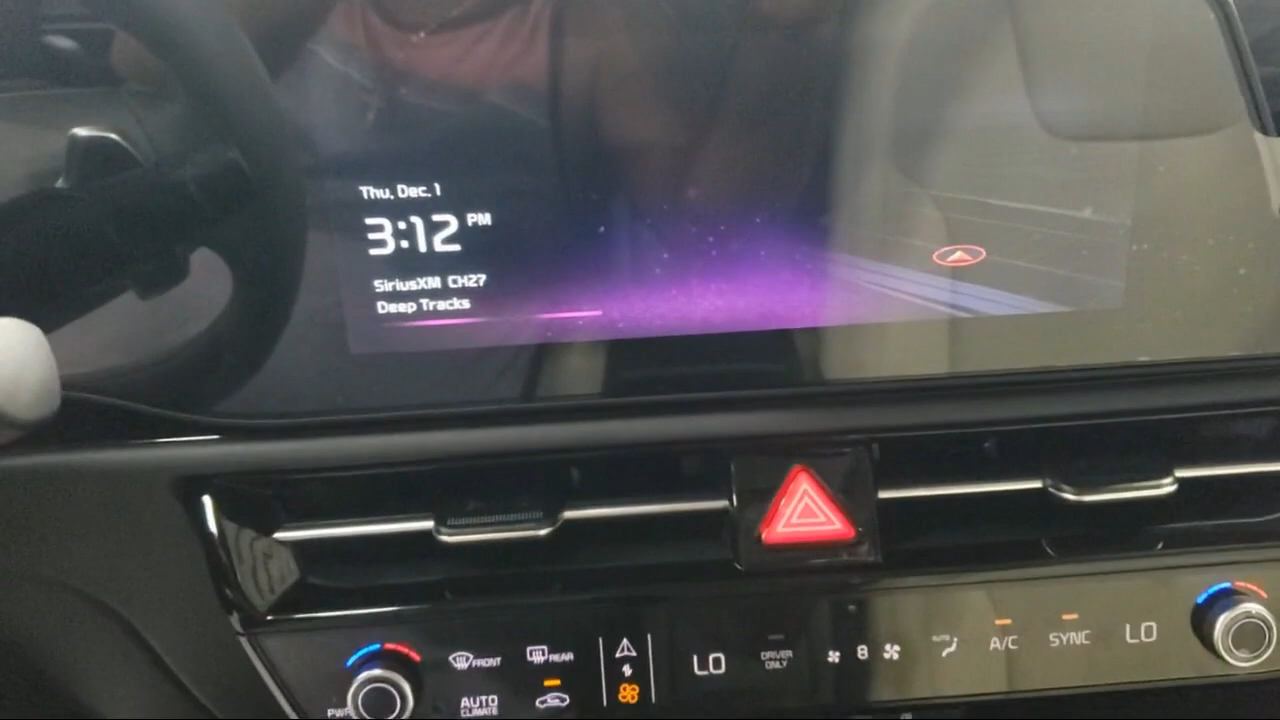 Thu, Dec. 1
3:12 PM
SiriusXM CH27
Deep Tracks
FRONT
REAR
LO
DRIVER ONLY
8
AUTO
A/C
SYNC
LO
PWR
AUTO
CLIMATE